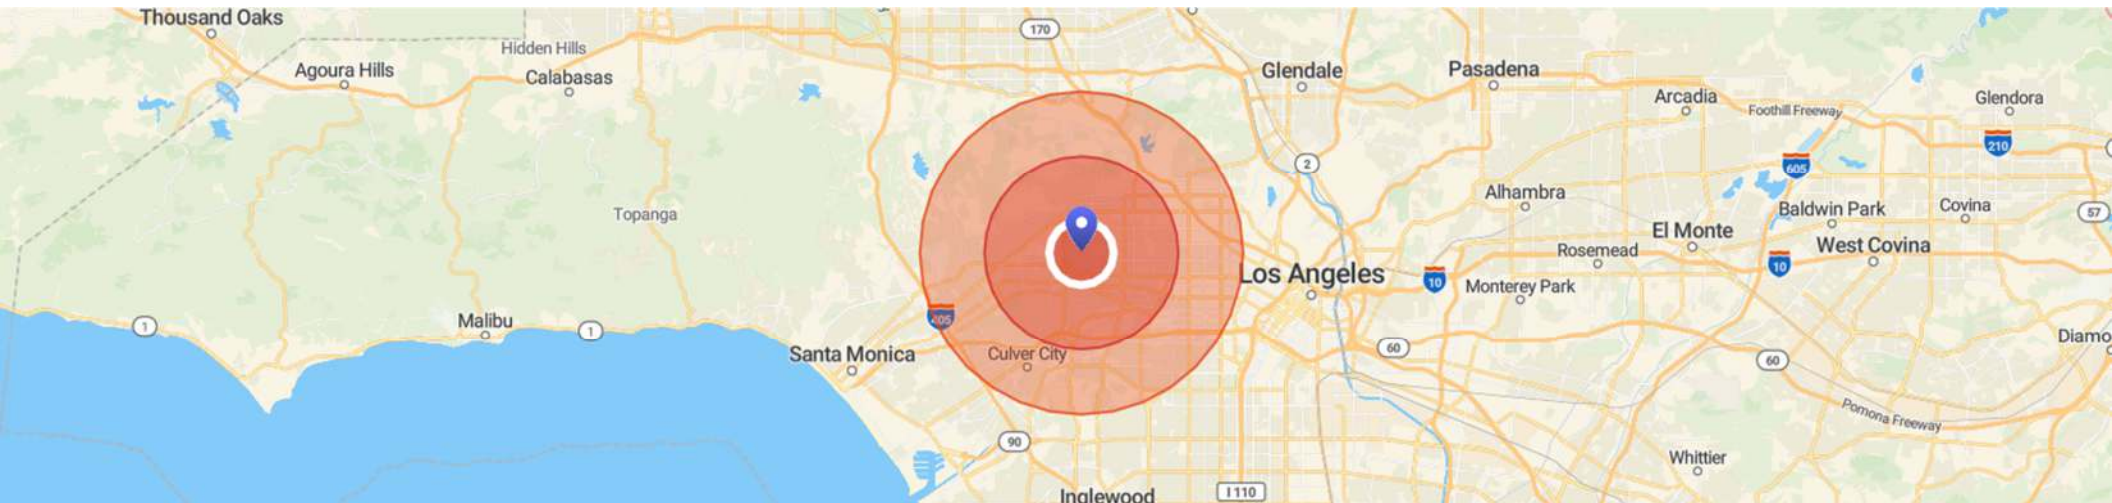 Thousand Oaks
170
Hidden Hills
Agoura Hills
Calabasas
Glendale
Pasadena
Arcadia
Foothill Freeway
Glendora
210
2
605
Alhambra
Topanga
Baldwin Park
Covina
57
El Monte
Rosemead
West Covina
10
Los Angeles
10
Monterey Park
405
1
Malibu
1
Santa Monica
Culver City
60
60
Diamo
Pomona Freeway
90
Whittier
Inglewood
I 110